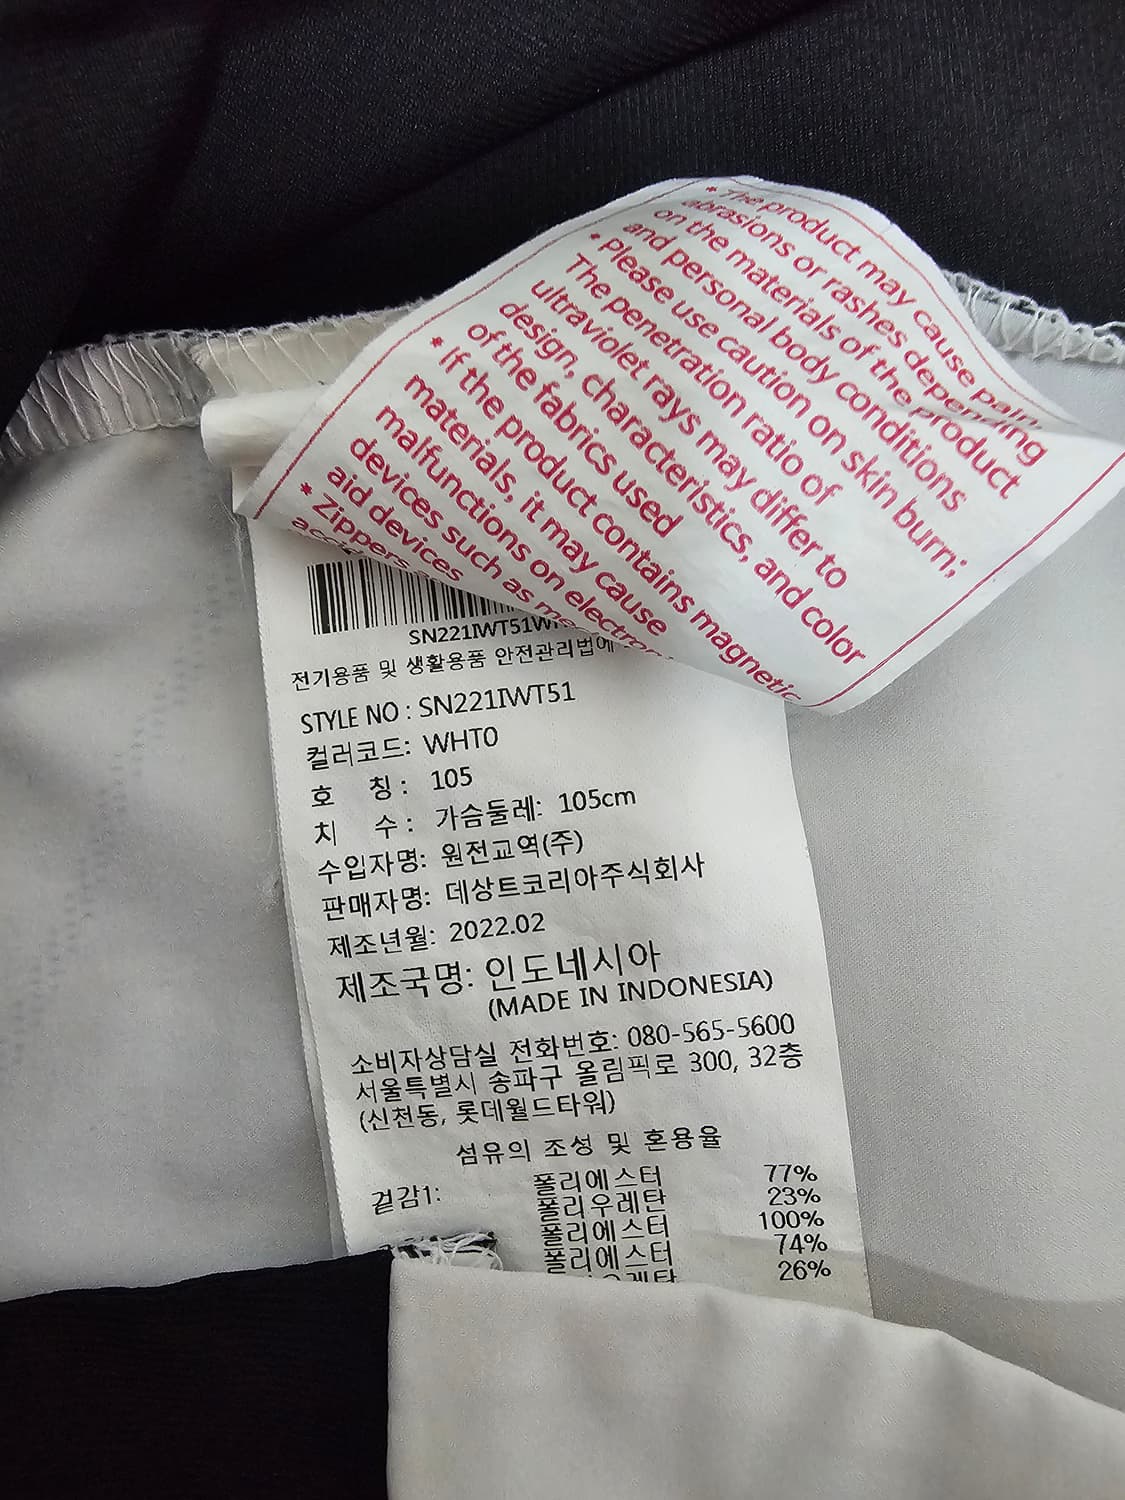 * The product may cause pain,
abrasions or rashes depending
on the materials of the product
and personal body conditions
* Please use caution on skin burn;
The penetration ratio of
ultraviolet rays may differ to
design, characteristics, and color
of the fabrics used
* If the product contains magnetic
materials, it may cause
malfunctions on electron
devices such as me
aid devices
* Zippers
SN221IWT51W
전기용품 및 생활용품 안전관리법에
STYLE NO : SN221IWT51
컬러코드: WHT0
호 칭 : 105
치 수 : 가슴둘레: 105cm
수입자명: 원전교역(주)
판매자명: 데상트코리아주식회사
제조년월: 2022.02
제조국명: 인도네시아
(MADE IN INDONESIA)
소비자상담실 전화번호: 080-565-5600
서울특별시 송파구 올림픽로 300, 32층
(신천동, 롯데월드타워)
섬유의 조성 및 혼용율
겉감1: 폴리에스터 77%
폴리우레탄 23%
폴리에스터 100%
폴리에스터 74%
26%